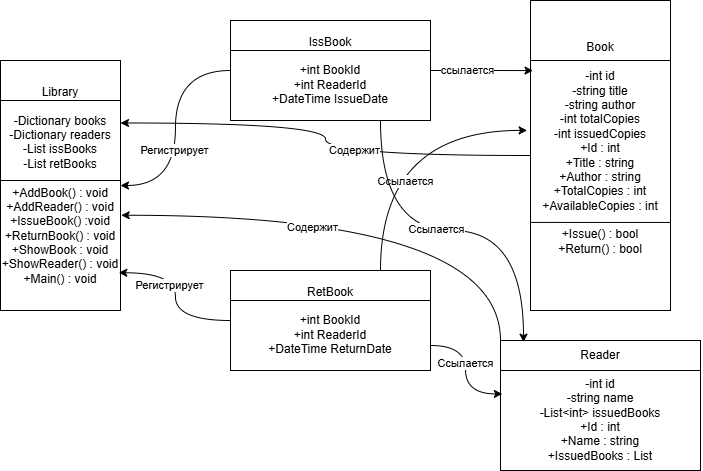 Library
-Dictionary books
-Dictionary readers
-List issBooks
-List retBooks
+AddBook() : void
+AddReader() : void
+IssueBook() :void
+ReturnBook() : void
+ShowBook : void
+ShowReader() : void
+Main() : void
IssBook
+int BookId
+int ReaderId
+DateTime IssueDate
ссылается
Регистрирует
Содержит
Ссылается
Содержит
Ссылается
Регистрирует
RetBook
+int BookId
+int ReaderId
+DateTime ReturnDate
Ссылается
Book
-int id
-string title
-string author
-int totalCopies
-int issuedCopies
+Id : int
+Title : string
+Author : string
+TotalCopies : int
+AvailableCopies : int
+Issue() : bool
+Return() : bool
Reader
-int id
-string name
-List<int> issuedBooks
+Id : int
+Name : string
+IssuedBooks : List